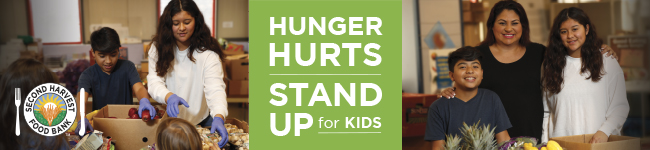 SECOND HARVEST
FOOD BANK
HUNGER
HURTS
STAND
UP for KIDS